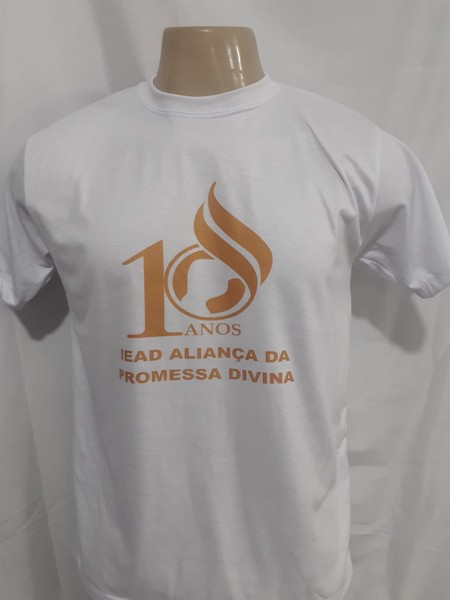 10
ANOS
IEAD ALIANÇA DA
PROMESSA DIVINA